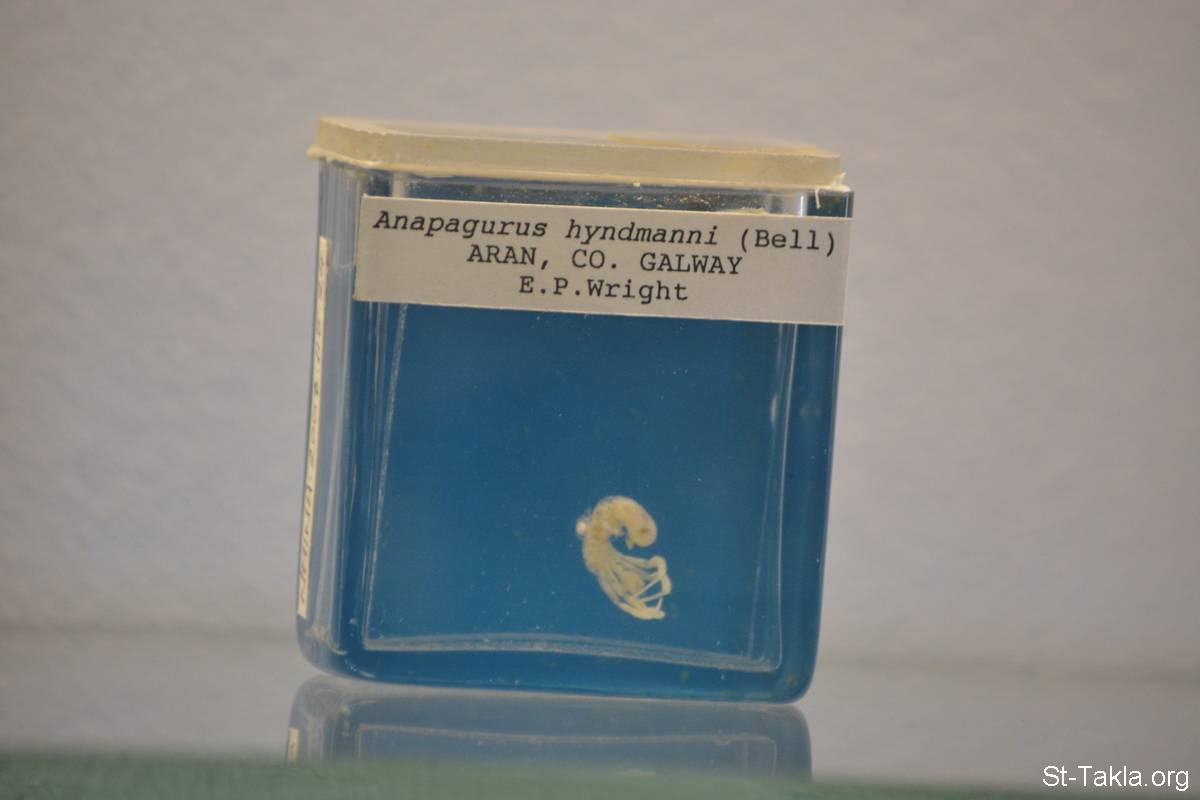 Anapagurus hyndmanni (Bell)
ARAN, CO. GALWAY
E.P.Wright
St-Takla.org